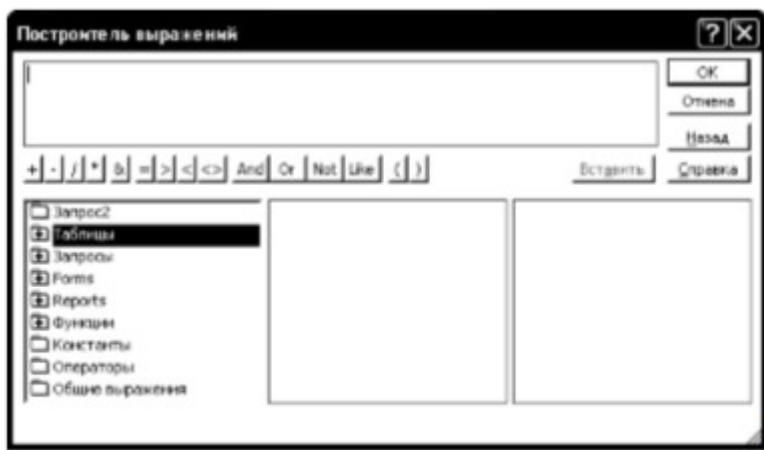 Построитель выражений
OK
Отмена
Назад
+ - / * & = > < <> And Or Not Like ( ) Вставить Справка
Запрос2
Таблицы
Запросы
Forms
Reports
Функции
Константы
Операторы
Общие выражения